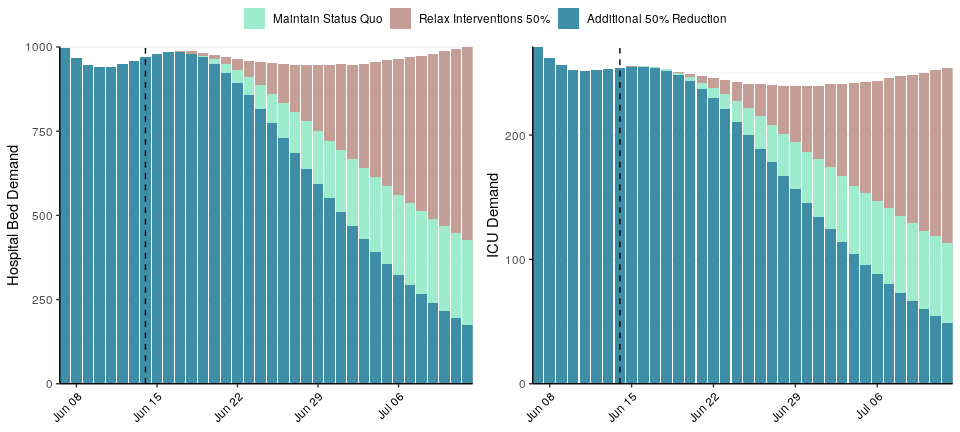 Maintain Status Quo
Relax Interventions 50%
Additional 50% Reduction
Hospital Bed Demand
1000
750
500
250
0
Jun 08
Jun 15
Jun 22
Jun 29
Jul 06
ICU Demand
200
100
0
Jun 08
Jun 15
Jun 22
Jun 29
Jul 06